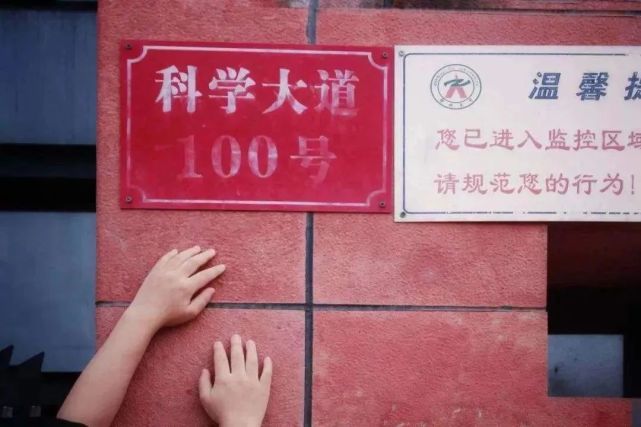 科学大道
100号
温馨提
您已进入监控区域
请规范您的行为!